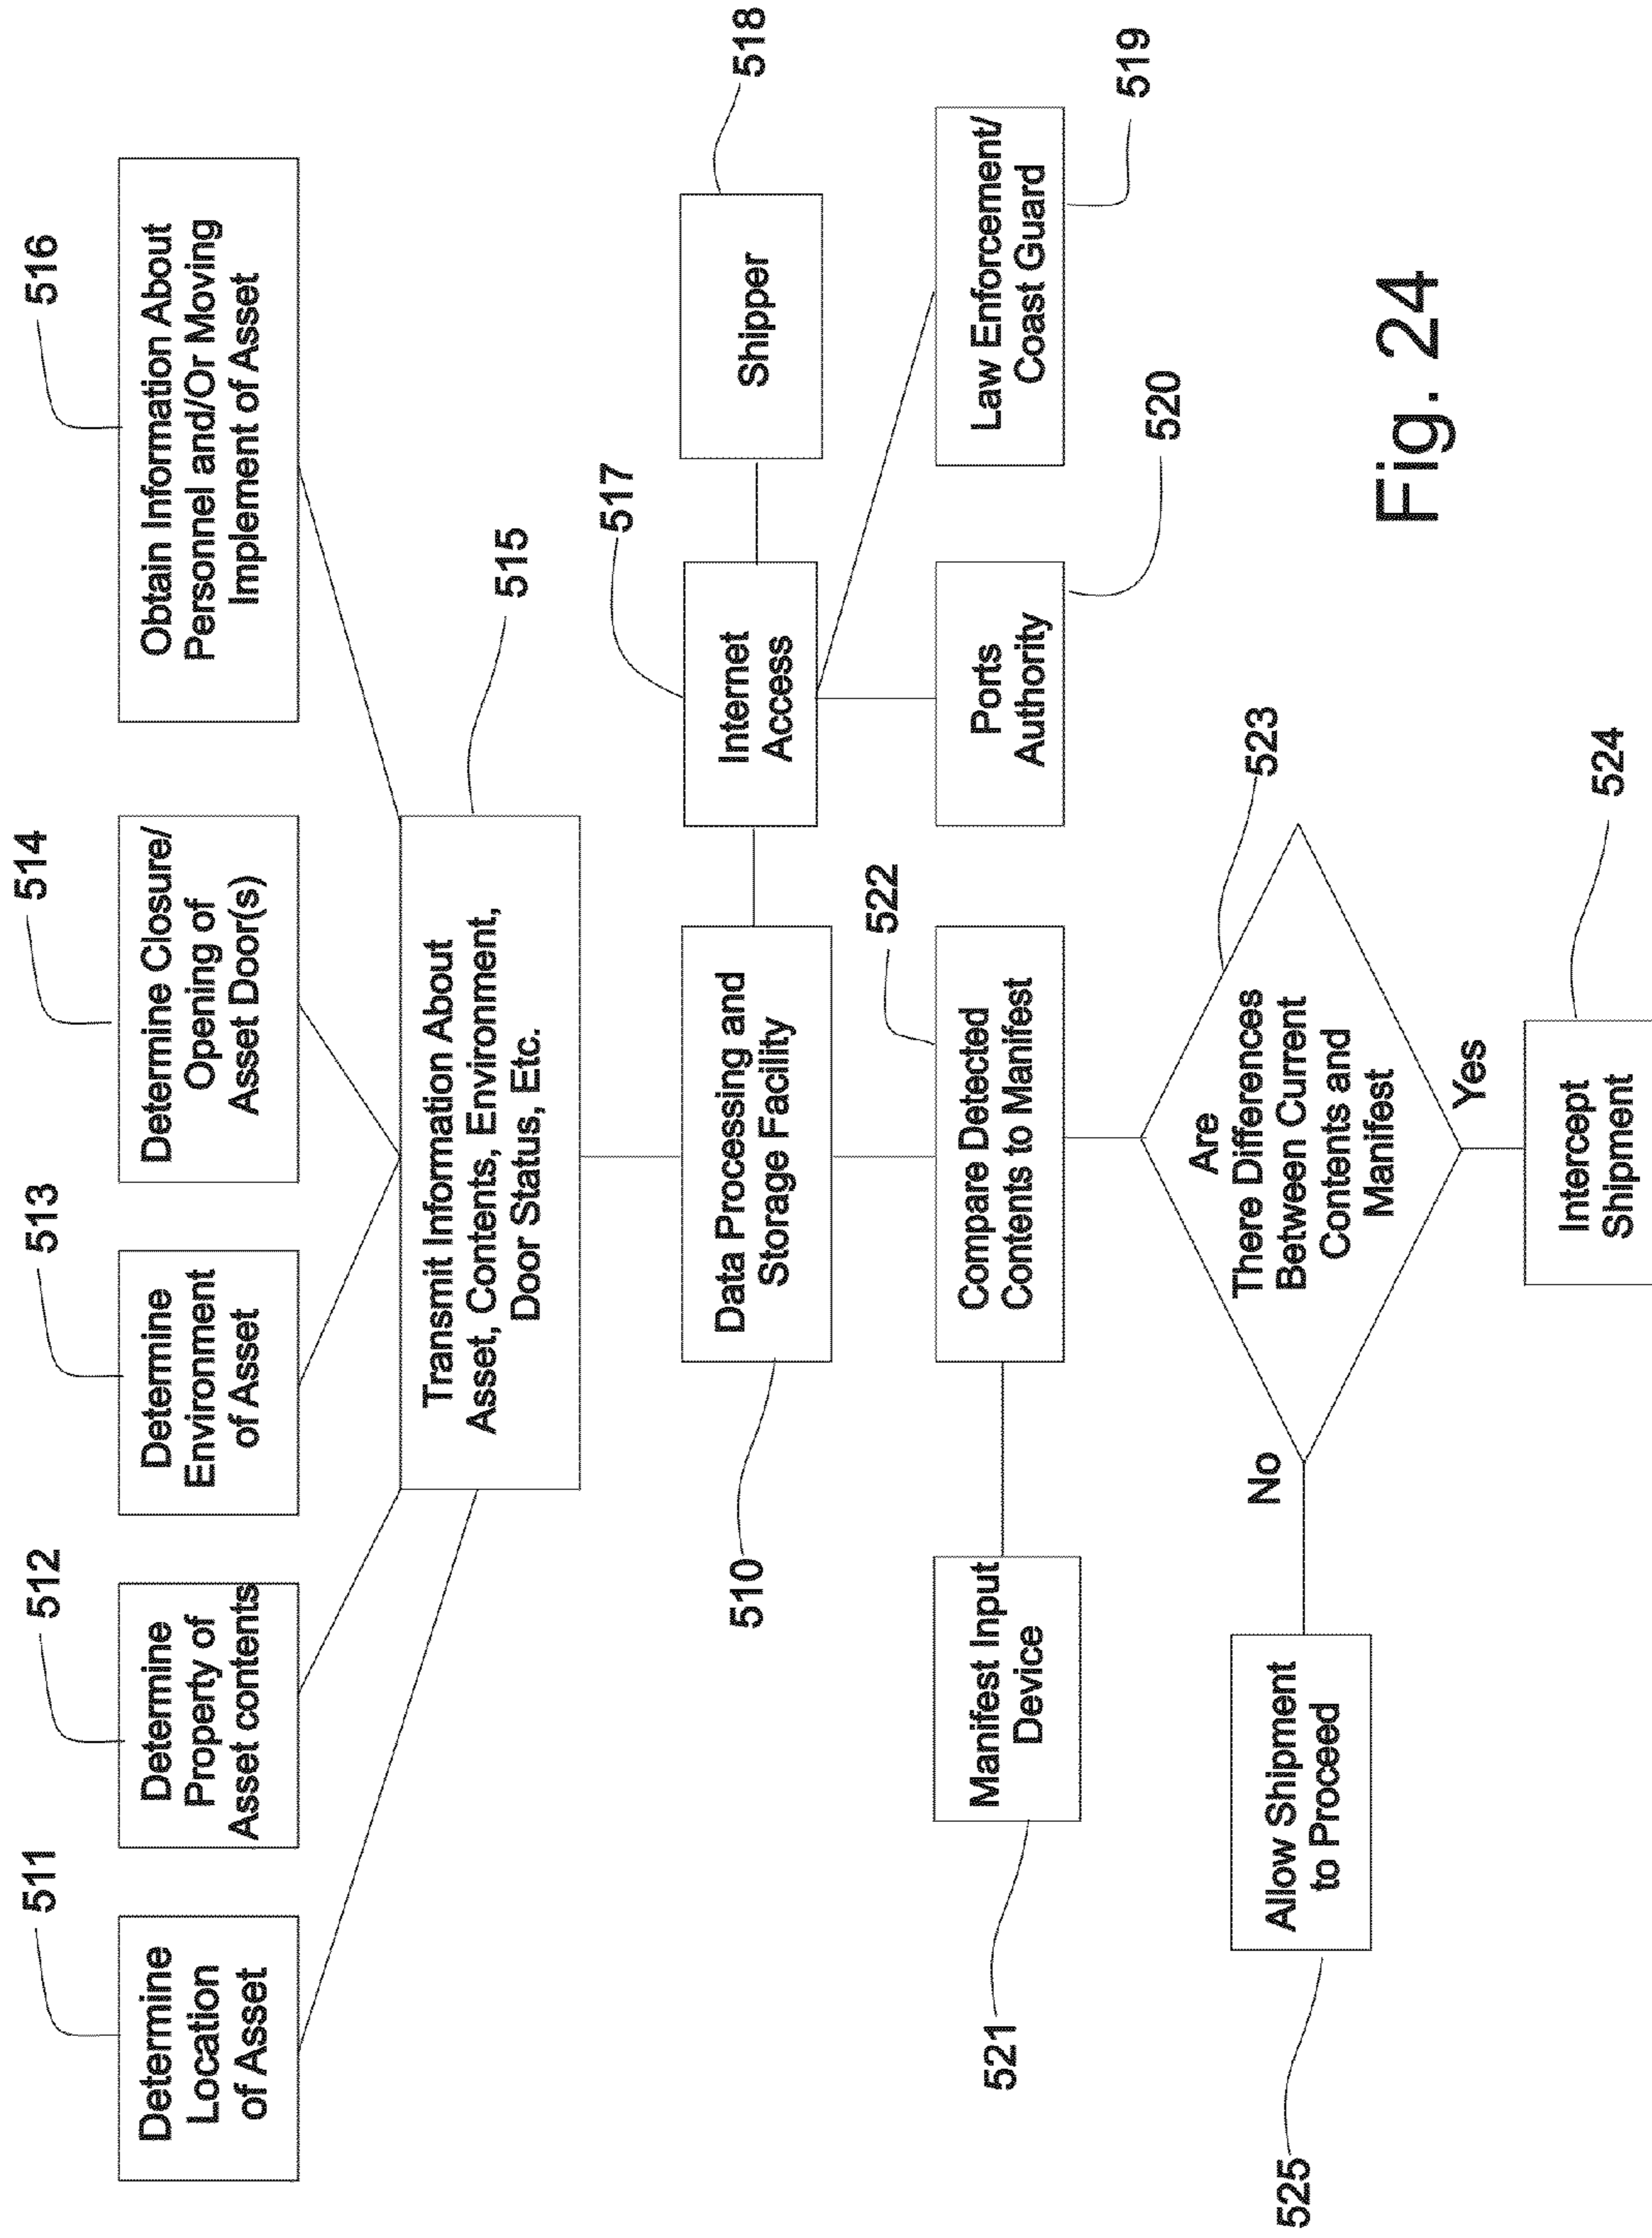 511
Determine
Location
of Asset
512
Determine
Property of
Asset contents
513
Determine
Environment
of Asset
514
Determine Closure/
Opening of
Asset Door(s)
516
Obtain Information About
Personnel and/Or Moving
Implement of Asset
515
Transmit Information About
Asset, Contents, Environment,
Door Status, Etc.
510
Data Processing and
Storage Facility
517
Internet
Access
518
Shipper
521
Manifest Input
Device
522
Compare Detected
Contents to Manifest
520
Ports
Authority
519
Law Enforcement/
Coast Guard
523
Are
There Differences
Between Current
Contents and
Manifest
No
Yes
525
Allow Shipment
to Proceed
524
Intercept
Shipment
Fig. 24